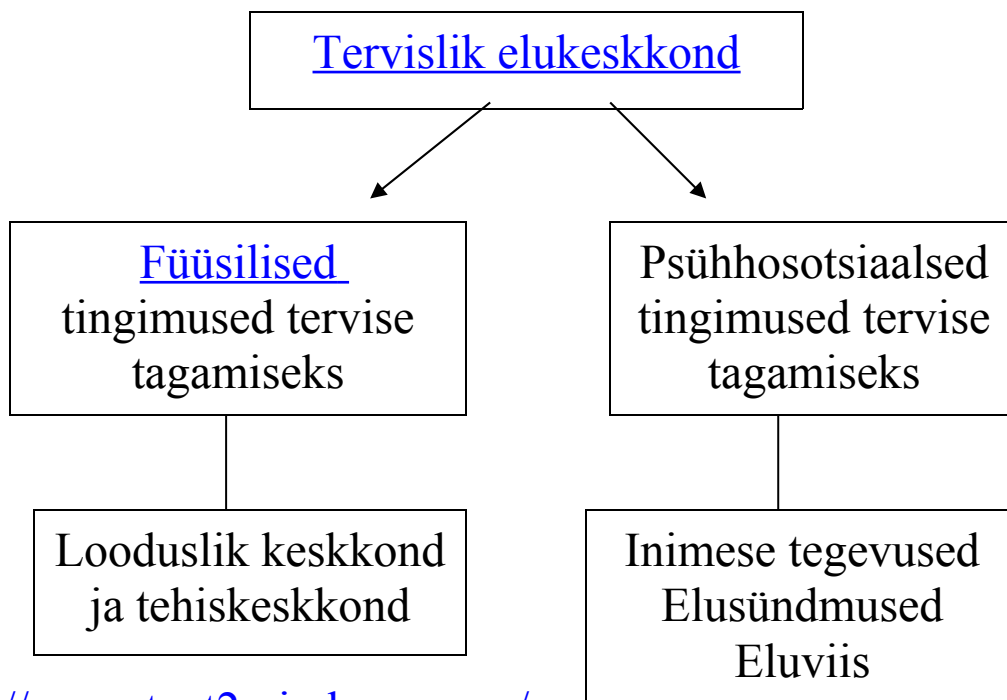 Tervislik elukeskkond
Füüsilised
tingimused tervise
tagamiseks
Psühhosotsiaalsed
tingimused tervise
tagamiseks
Looduslik keskkond
ja tehiskeskkond
Inimese tegevused
Elusündmused
Eluviis